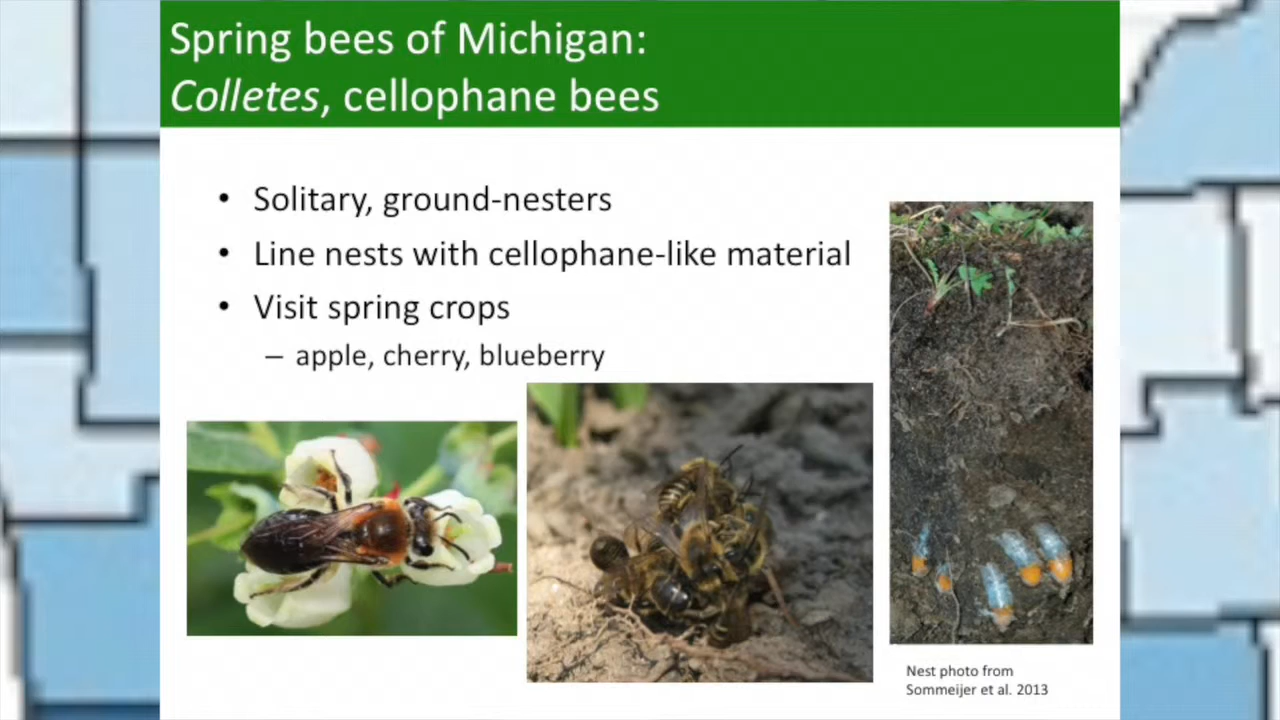 Spring bees of Michigan:
Colletes, cellophane bees
• Solitary, ground-nesters
• Line nests with cellophane-like material
• Visit spring crops
– apple, cherry, blueberry
Nest photo from
Sommeijer et al. 2013